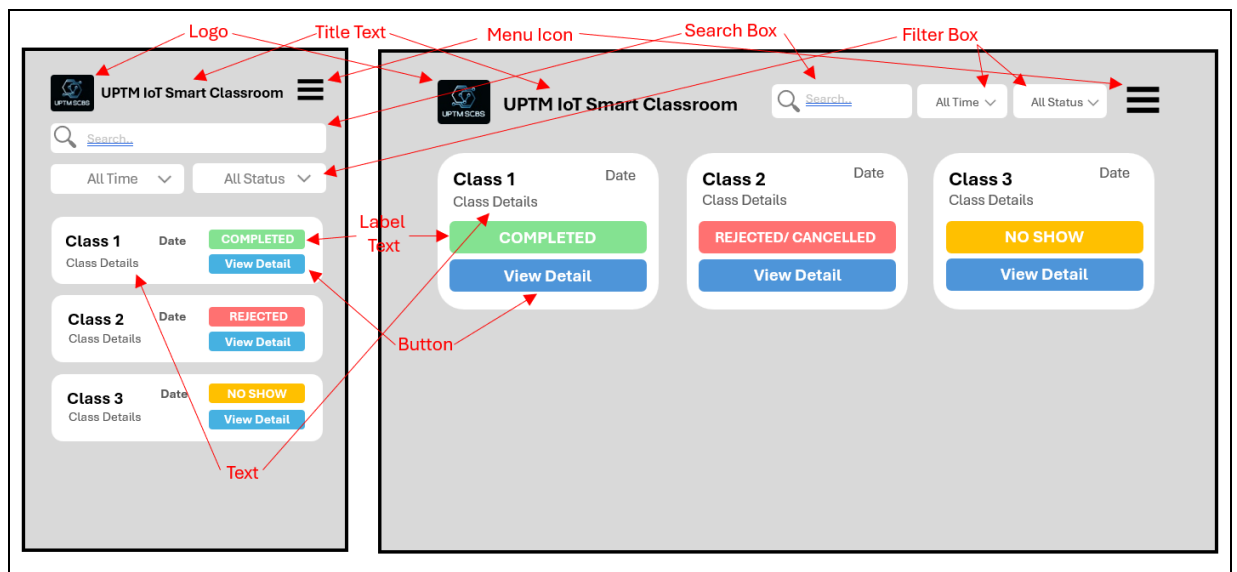 Logo
Title Text
Menu Icon
Search Box
Filter Box
UPTM SCBS
UPTM IoT Smart Classroom
Search..
All Time
All Status
Class 1
Date
COMPLETED
Class Details
View Detail
Class 2
Date
REJECTED
Class Details
View Detail
Class 3
Date
NO SHOW
Class Details
View Detail
Label
Text
Button
Text
UPTM SCBS
UPTM IoT Smart Classroom
Search..
All Time
All Status
Class 1
Date
Class Details
COMPLETED
View Detail
Class 2
Date
Class Details
REJECTED/ CANCELLED
View Detail
Class 3
Date
Class Details
NO SHOW
View Detail